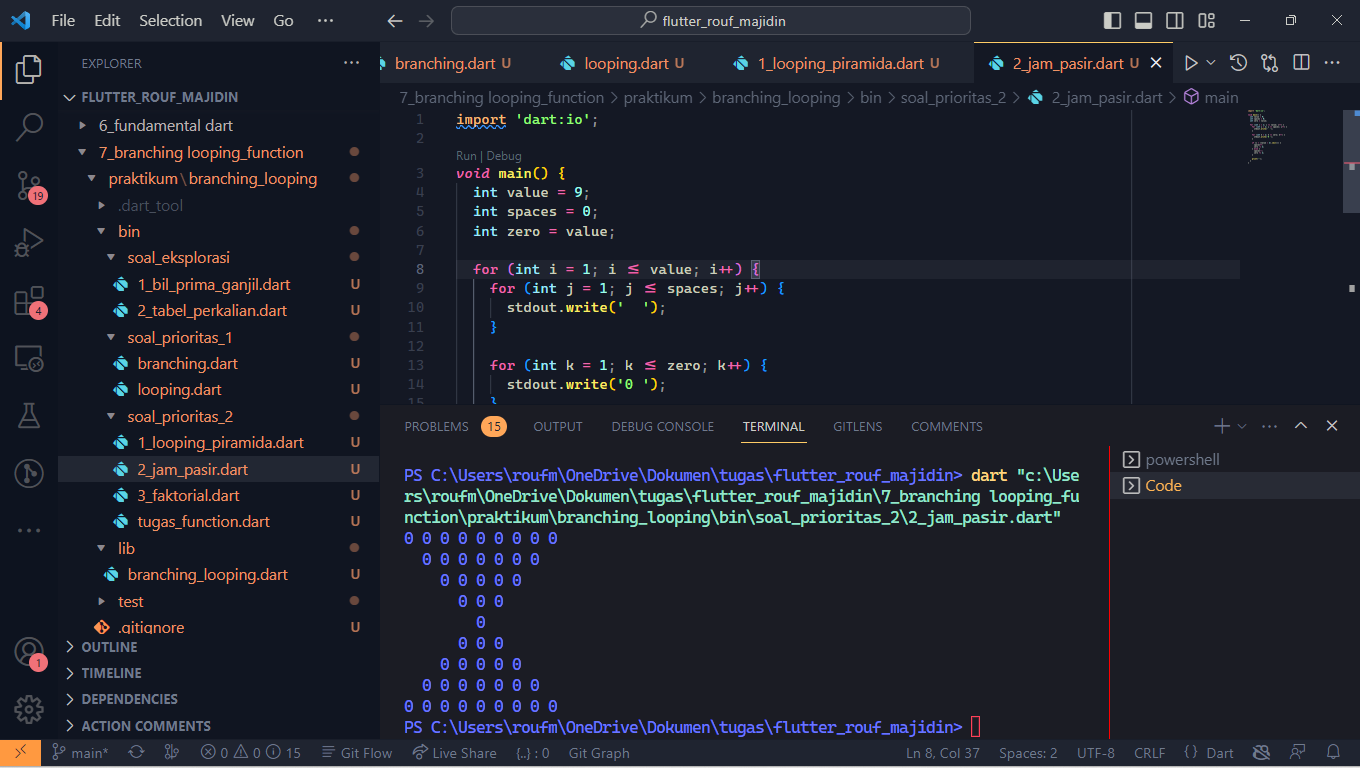 File Edit Selection View Go ···
flutter_rouf_majidin
EXPLORER ···
FLUTTER_ROUF_MAJIDIN
6_fundamental dart
7_branching looping_function
praktikum\branching_looping
.dart_tool
bin
soal_eksplorasi
1_bil_prima_ganjil.dart U
2_tabel_perkalian.dart U
soal_prioritas_1
branching.dart U
looping.dart U
soal_prioritas_2
1_looping_piramida.dart U
2_jam_pasir.dart U
3_faktorial.dart U
tugas_function.dart U
lib
branching_looping.dart U
test
.gitignore U
OUTLINE
TIMELINE
DEPENDENCIES
ACTION COMMENTS
19
4
1
branching.dart U looping.dart U 1_looping_piramida.dart U 2_jam_pasir.dart U
7_branching looping_function > praktikum > branching_looping > bin > soal_prioritas_2 > 2_jam_pasir.dart > main
1 import 'dart:io';
2
Run | Debug
3 void main() {
4 int value = 9;
5 int spaces = 0;
6 int zero = value;
7
8 for (int i = 1; i ≤ value; i++) {
9 for (int j = 1; j ≤ spaces; j++) {
10 stdout.write('  ');
11 }
12
13 for (int k = 1; k ≤ zero; k++) {
14 stdout.write('0 ');
15 }
PROBLEMS 15 OUTPUT DEBUG CONSOLE TERMINAL GITLENS COMMENTS
PS C:\Users\roufm\OneDrive\Dokumen\tugas\flutter_rouf_majidin> dart "c:\Use
rs\roufm\OneDrive\Dokumen\tugas\flutter_rouf_majidin\7_branching looping_fu
nction\praktikum\branching_looping\bin\soal_prioritas_2\2_jam_pasir.dart"
0 0 0 0 0 0 0 0 0
  0 0 0 0 0 0 0
    0 0 0 0 0
      0 0 0
        0
      0 0 0
    0 0 0 0 0
  0 0 0 0 0 0 0
0 0 0 0 0 0 0 0 0
PS C:\Users\roufm\OneDrive\Dokumen\tugas\flutter_rouf_majidin>
powershell
Code
main* 0 0 15 Git Flow Live Share {..} : 0 Git Graph Ln 8, Col 37 Spaces: 2 UTF-8 CRLF {} Dart